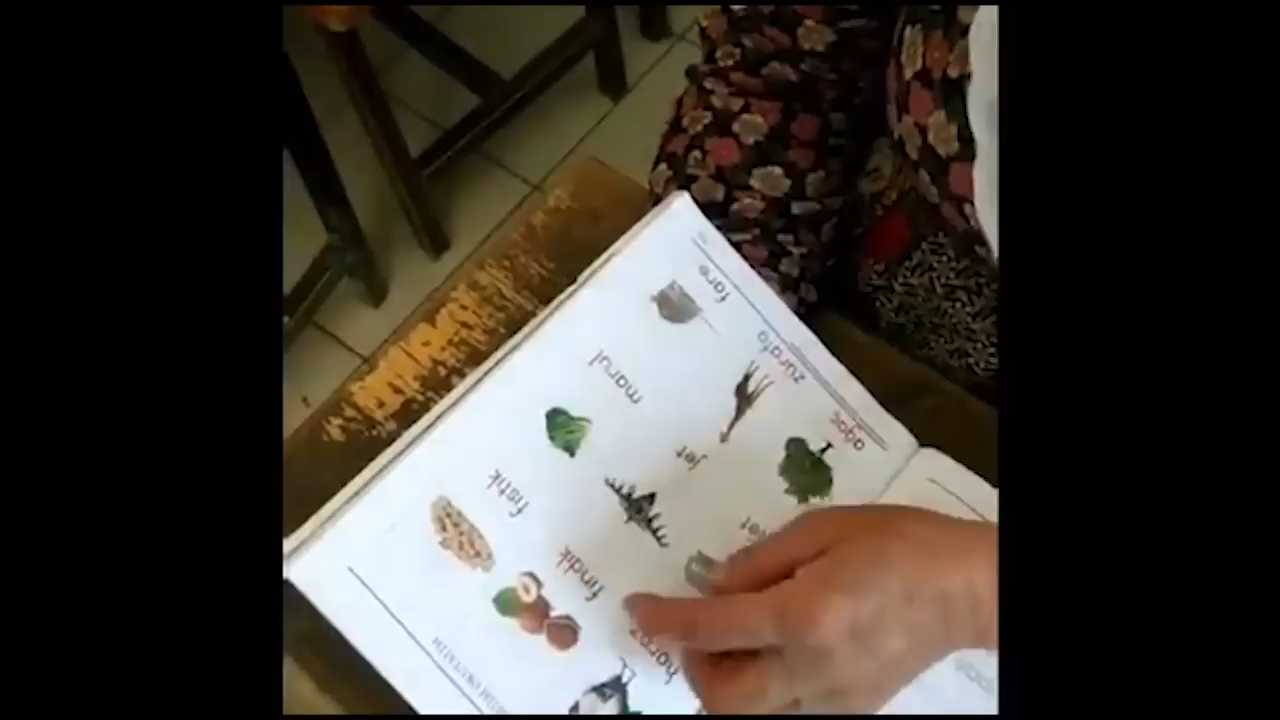 fare
zürafa
ağaç
marul
jet
fıstık
fındık
horoz